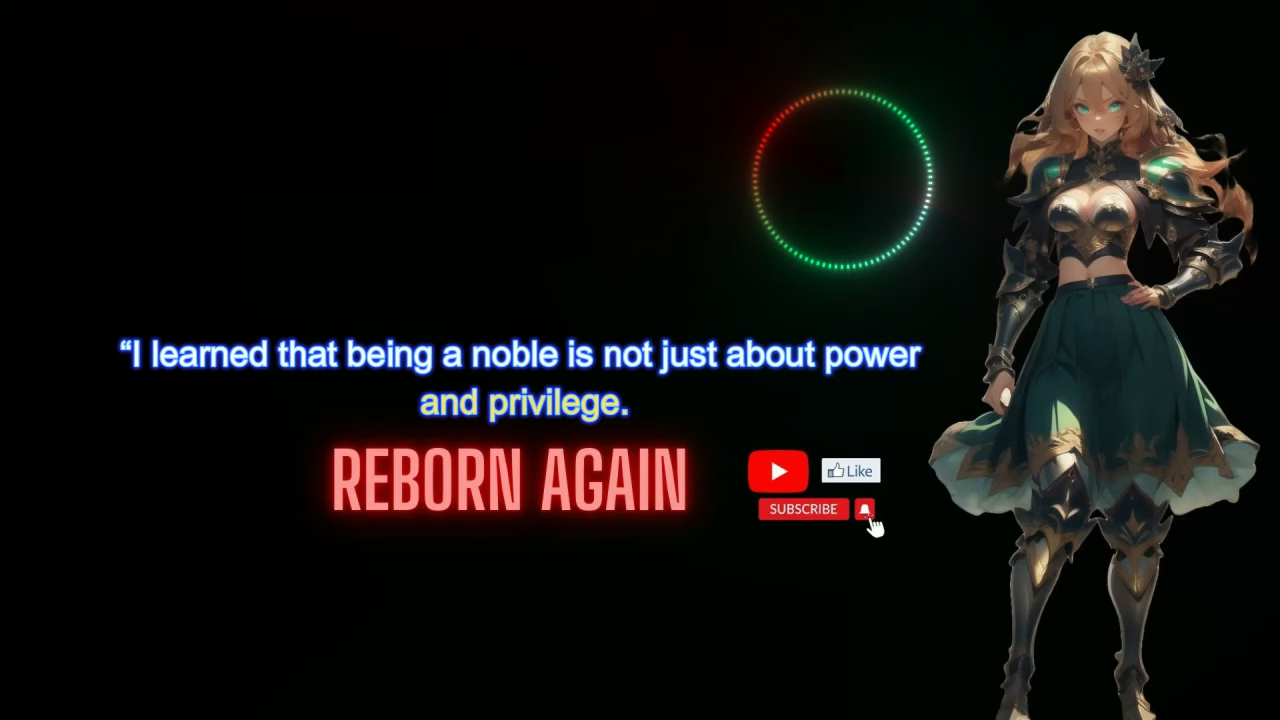 “I learned that being a noble is not just about power
and privilege.
REBORN AGAIN
Like
SUBSCRIBE